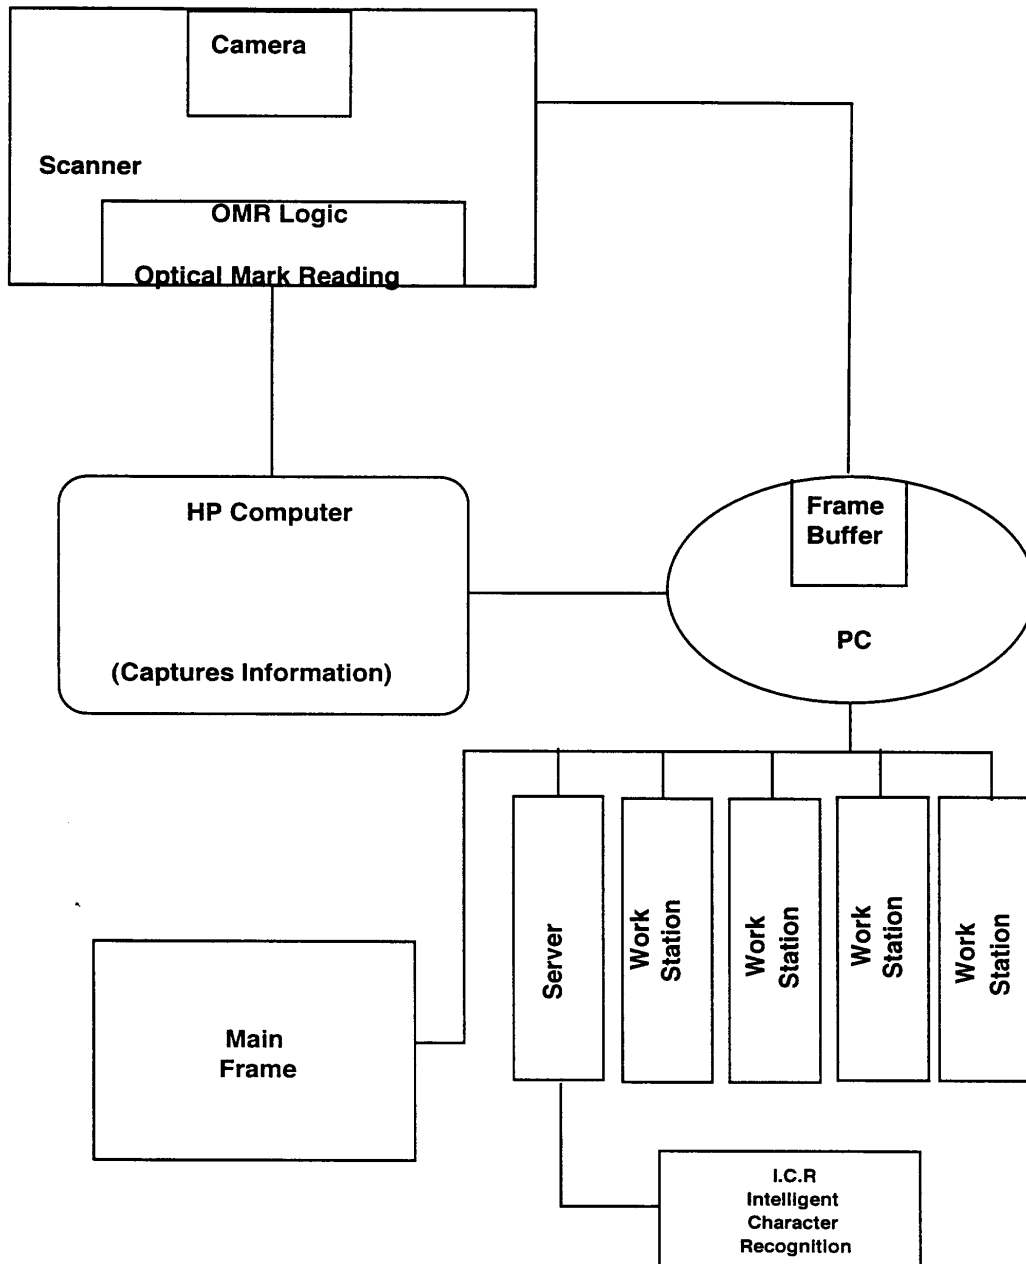 Camera
Scanner
OMR Logic
Optical Mark Reading
HP Computer
(Captures Information)
Frame
Buffer
PC
Server
Work
Station
Work
Station
Work
Station
Work
Station
Main
Frame
I.C.R
Intelligent
Character
Recognition